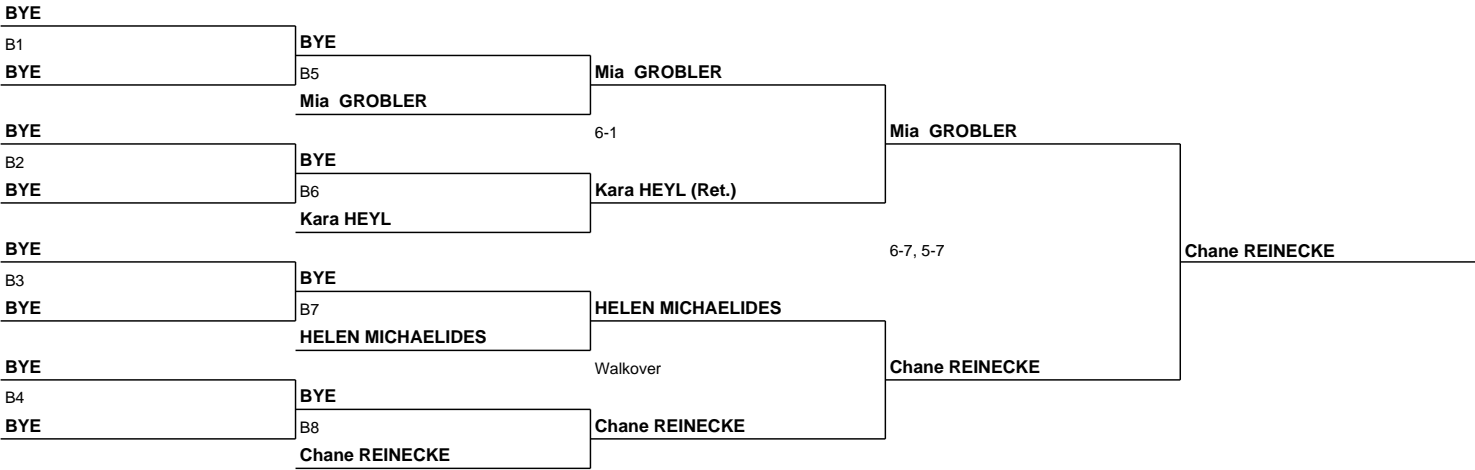 BYE
B1
BYE
BYE
B5
Mia GROBLER
Mia GROBLER
6-1
Mia GROBLER
BYE
B2
BYE
BYE
B6
Kara HEYL
Kara HEYL (Ret.)
6-7, 5-7
Chane REINECKE
BYE
B3
BYE
BYE
B7
HELEN MICHAELIDES
HELEN MICHAELIDES
Walkover
Chane REINECKE
BYE
B4
BYE
BYE
B8
Chane REINECKE
Chane REINECKE